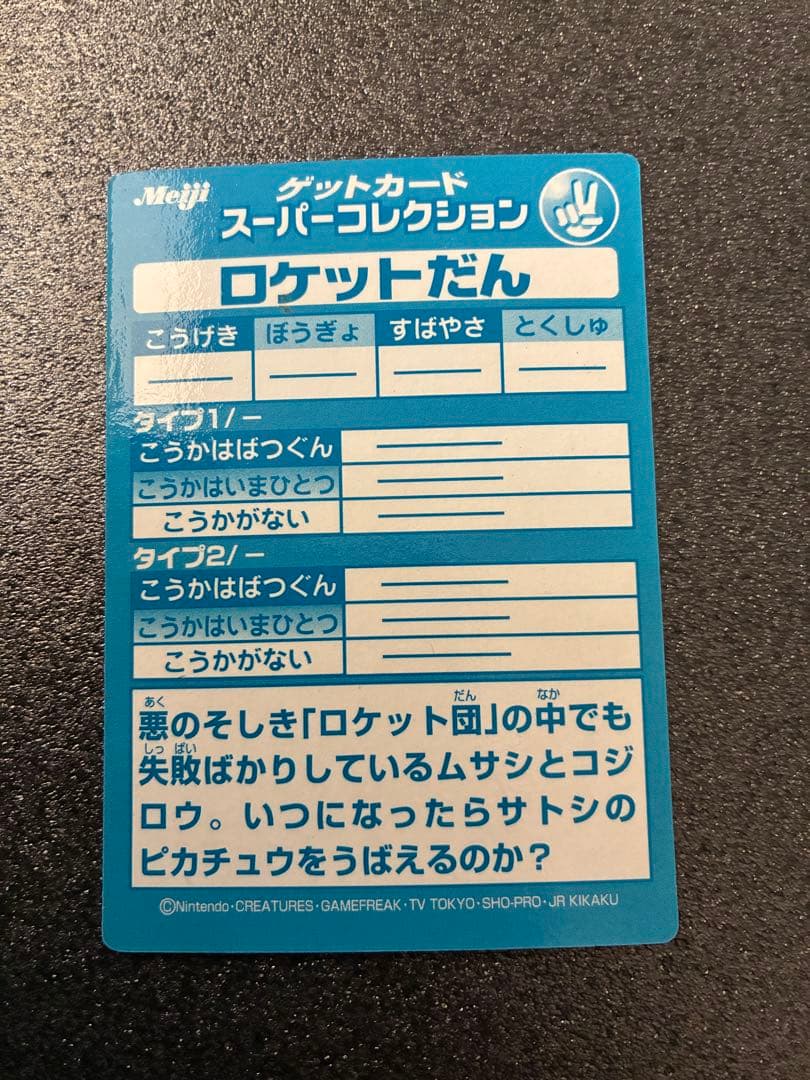 Meiji
ゲットカード
スーパーコレクション
ロケットだん
こうげき ぼうぎょ すばやさ とくしゅ
タイプ1/ー
こうかはばつぐん
こうかはいまひとつ
こうかがない
タイプ2/ー
こうかはばつぐん
こうかはいまひとつ
こうかがない
あく だん なか
悪のそしき「ロケット団」の中でも
しっ ぱい
失敗ばかりしているムサシとコジ
ロウ。いつになったらサトシの
ピカチュウをうばえるのか?
©Nintendo・CREATURES・GAMEFREAK・TV TOKYO・SHO-PRO・JR KIKAKU